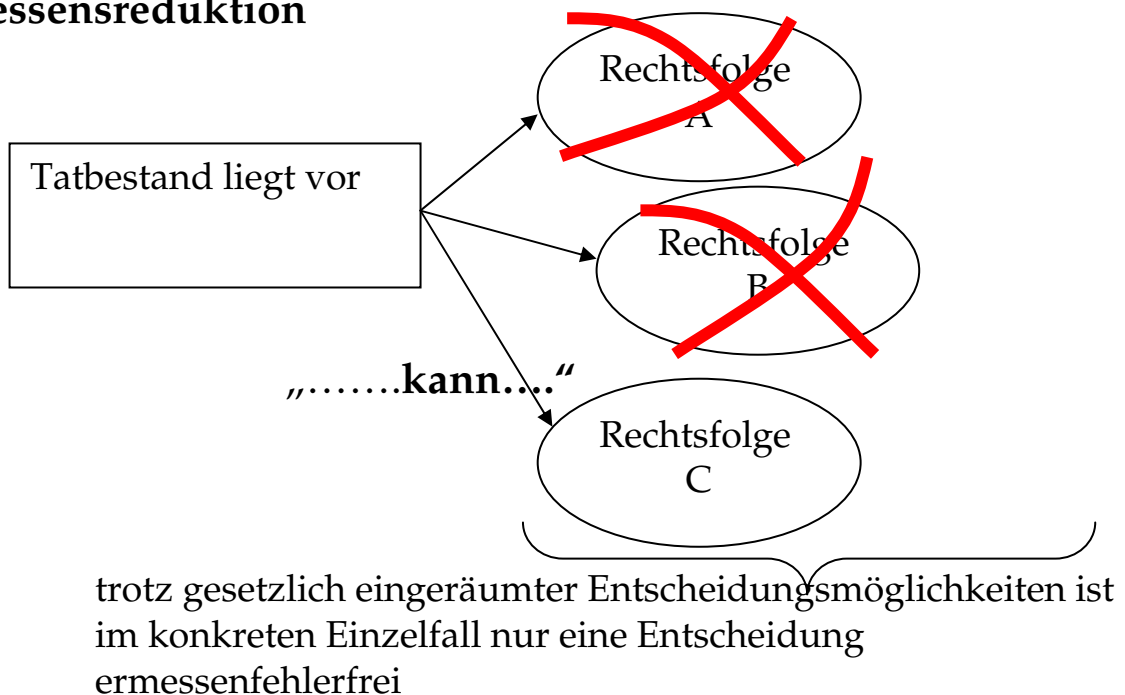 essensreduktion
Rechtsfolge
A
Tatbestand liegt vor
Rechtsfolge
B
„…….kann….“
Rechtsfolge
C
trotz gesetzlich eingeräumter Entscheidungsmöglichkeiten ist
im konkreten Einzelfall nur eine Entscheidung
ermessenfehlerfrei